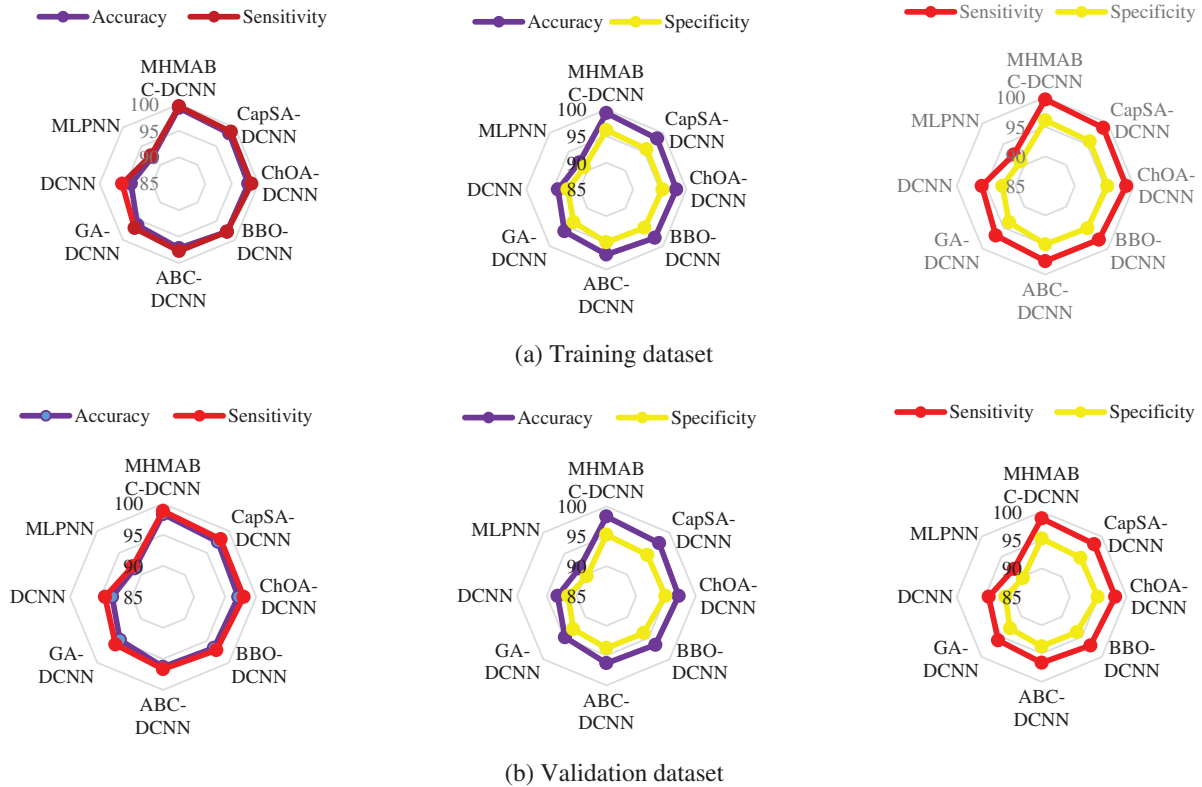 Accuracy Sensitivity
MHMAB
C-DCNN
CapSA-
DCNN
ChOA-
DCNN
BBO-
DCNN
ABC-
DCNN
GA-
DCNN
DCNN
MLPNN
100
95
90
85
Accuracy Specificity
MHMAB
C-DCNN
CapSA-
DCNN
ChOA-
DCNN
BBO-
DCNN
ABC-
DCNN
GA-
DCNN
DCNN
MLPNN
100
95
90
85
Sensitivity Specificity
MHMAB
C-DCNN
CapSA-
DCNN
ChOA-
DCNN
BBO-
DCNN
ABC-
DCNN
GA-
DCNN
DCNN
MLPNN
100
95
90
85
(a) Training dataset
Accuracy Sensitivity
MHMAB
C-DCNN
CapSA-
DCNN
ChOA-
DCNN
BBO-
DCNN
ABC-
DCNN
GA-
DCNN
DCNN
MLPNN
100
95
90
85
Accuracy Specificity
MHMAB
C-DCNN
CapSA-
DCNN
ChOA-
DCNN
BBO-
DCNN
ABC-
DCNN
GA-
DCNN
DCNN
MLPNN
100
95
90
85
Sensitivity Specificity
MHMAB
C-DCNN
CapSA-
DCNN
ChOA-
DCNN
BBO-
DCNN
ABC-
DCNN
GA-
DCNN
DCNN
MLPNN
100
95
90
85
(b) Validation dataset